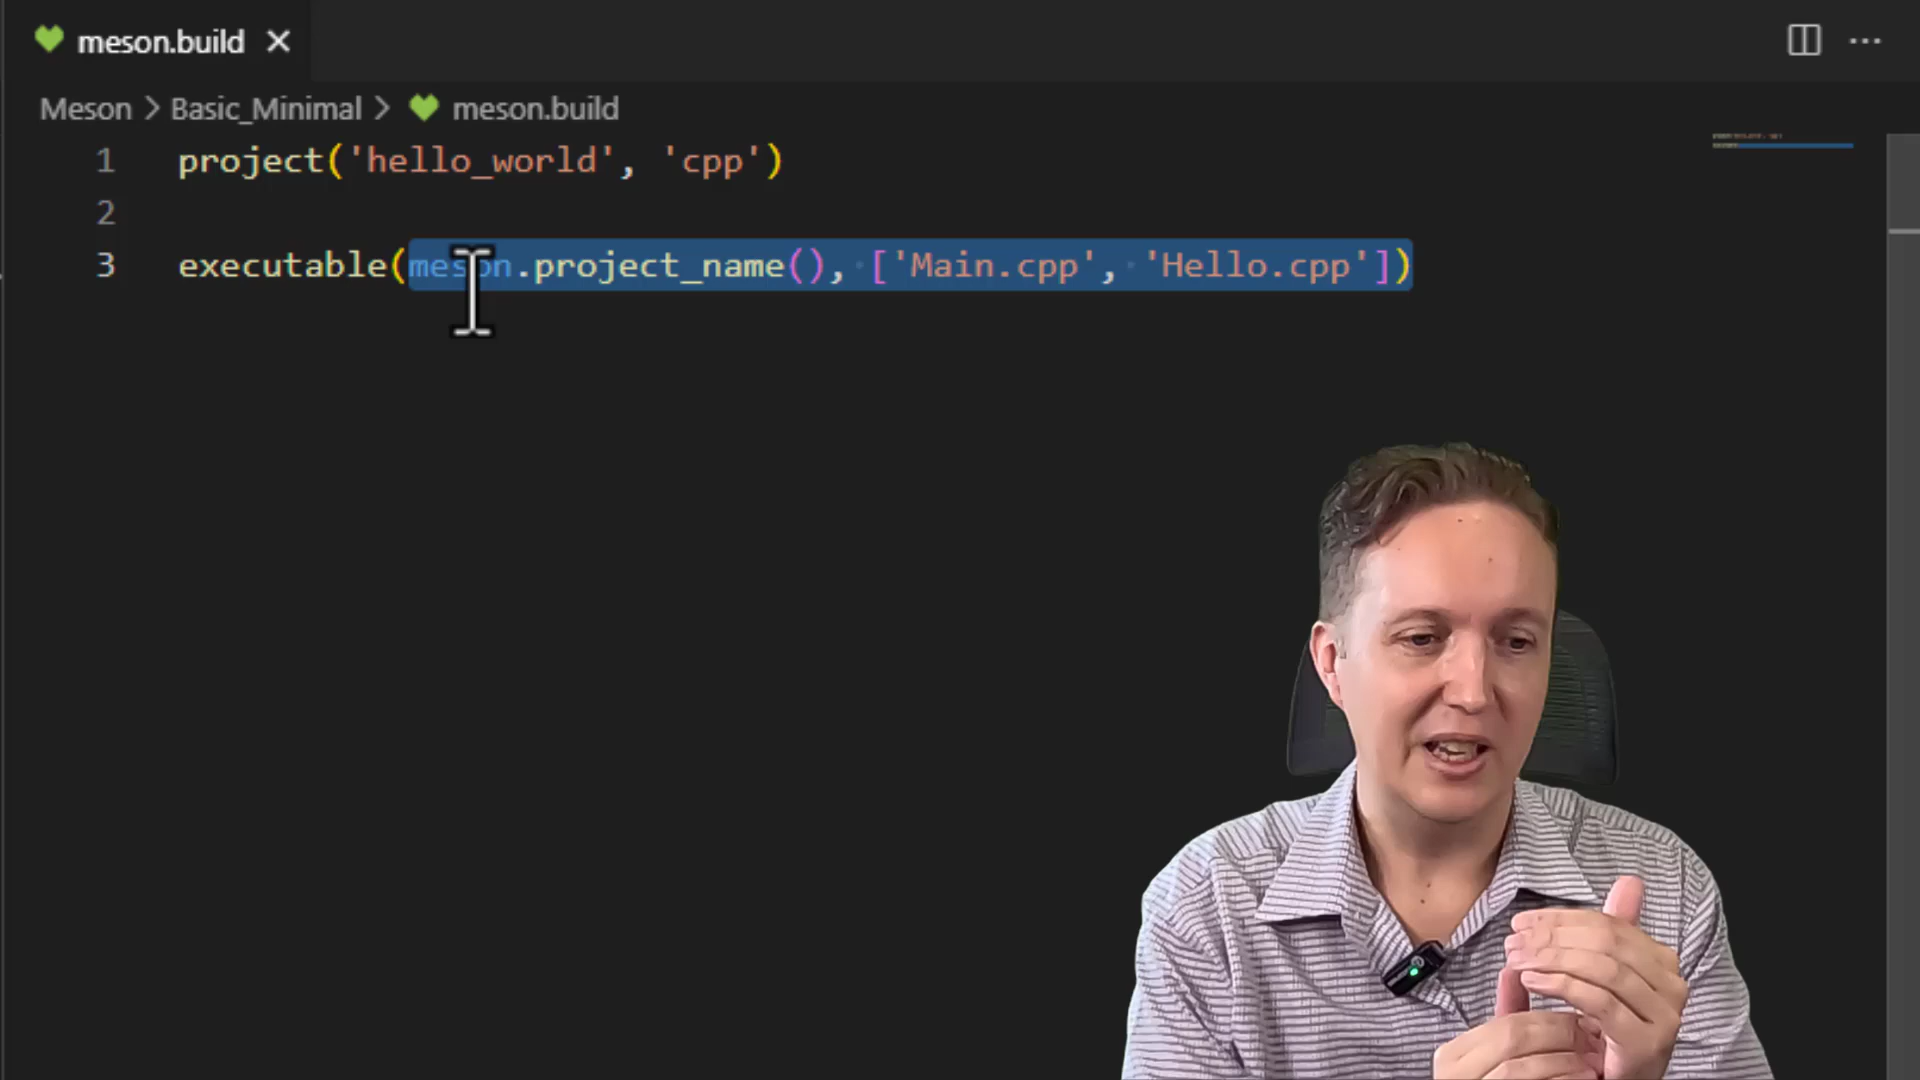 meson.build
Meson > Basic_Minimal > meson.build
1 project('hello_world', 'cpp')
2
3 executable(meson.project_name(), ['Main.cpp', 'Hello.cpp'])